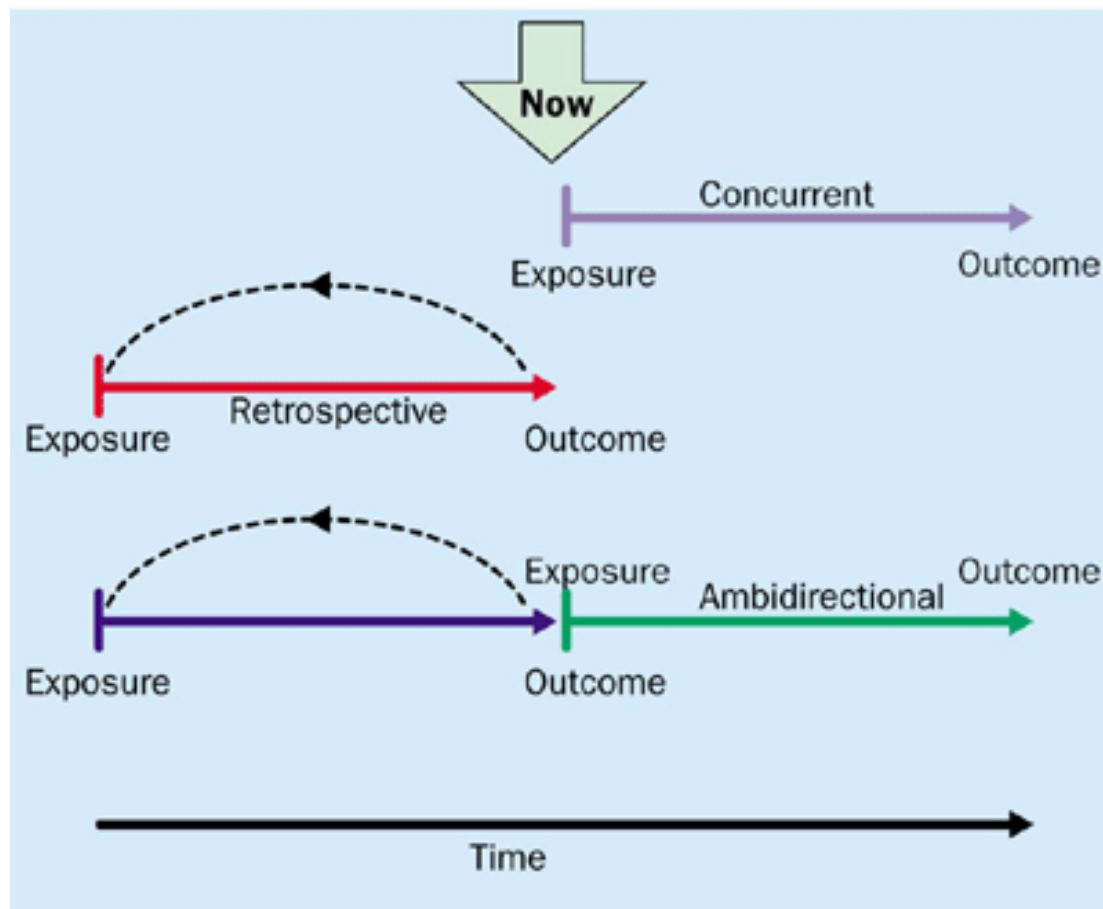 Now
Concurrent
Exposure
Outcome
Retrospective
Exposure
Outcome
Exposure
Outcome
Ambidirectional
Exposure
Outcome
Time